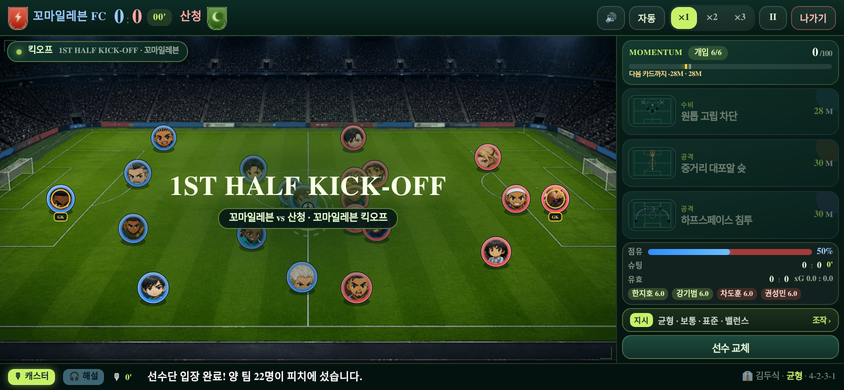 꼬마일레븐 FC 0 : 0 00' 산청
자동 ×1 ×2 ×3 II 나가기
킥오프 1ST HALF KICK-OFF · 꼬마일레븐
1ST HALF KICK-OFF
꼬마일레븐 vs 산청 · 꼬마일레븐 킥오프
GK
GK
MOMENTUM 개입 6/6 0 /100
다음 카드까지 -28M · 28M
수비
원톱 고립 차단
28 M
공격
중거리 대포알 슛
30 M
공격
하프스페이스 침투
30 M
점유 50%
슈팅 0 : 0 0'
유효 0 : 0 xG 0.0 : 0.0
한지호 6.0 강기범 6.0 차도훈 6.0 권성민 6.0
지시 균형 · 보통 · 표준 · 밸런스 조작 ›
선수 교체
캐스터 해설 0' 선수단 입장 완료! 양 팀 22명이 피치에 섰습니다.
김두식 · 균형 · 4-2-3-1